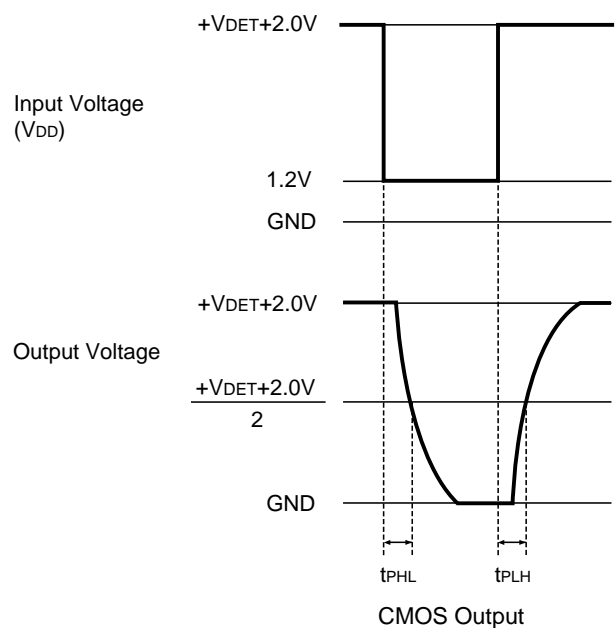 +VDET+2.0V
Input Voltage
(VDD)
1.2V
GND
+VDET+2.0V
Output Voltage
+VDET+2.0V
2
GND
tPHL
tPLH
CMOS Output